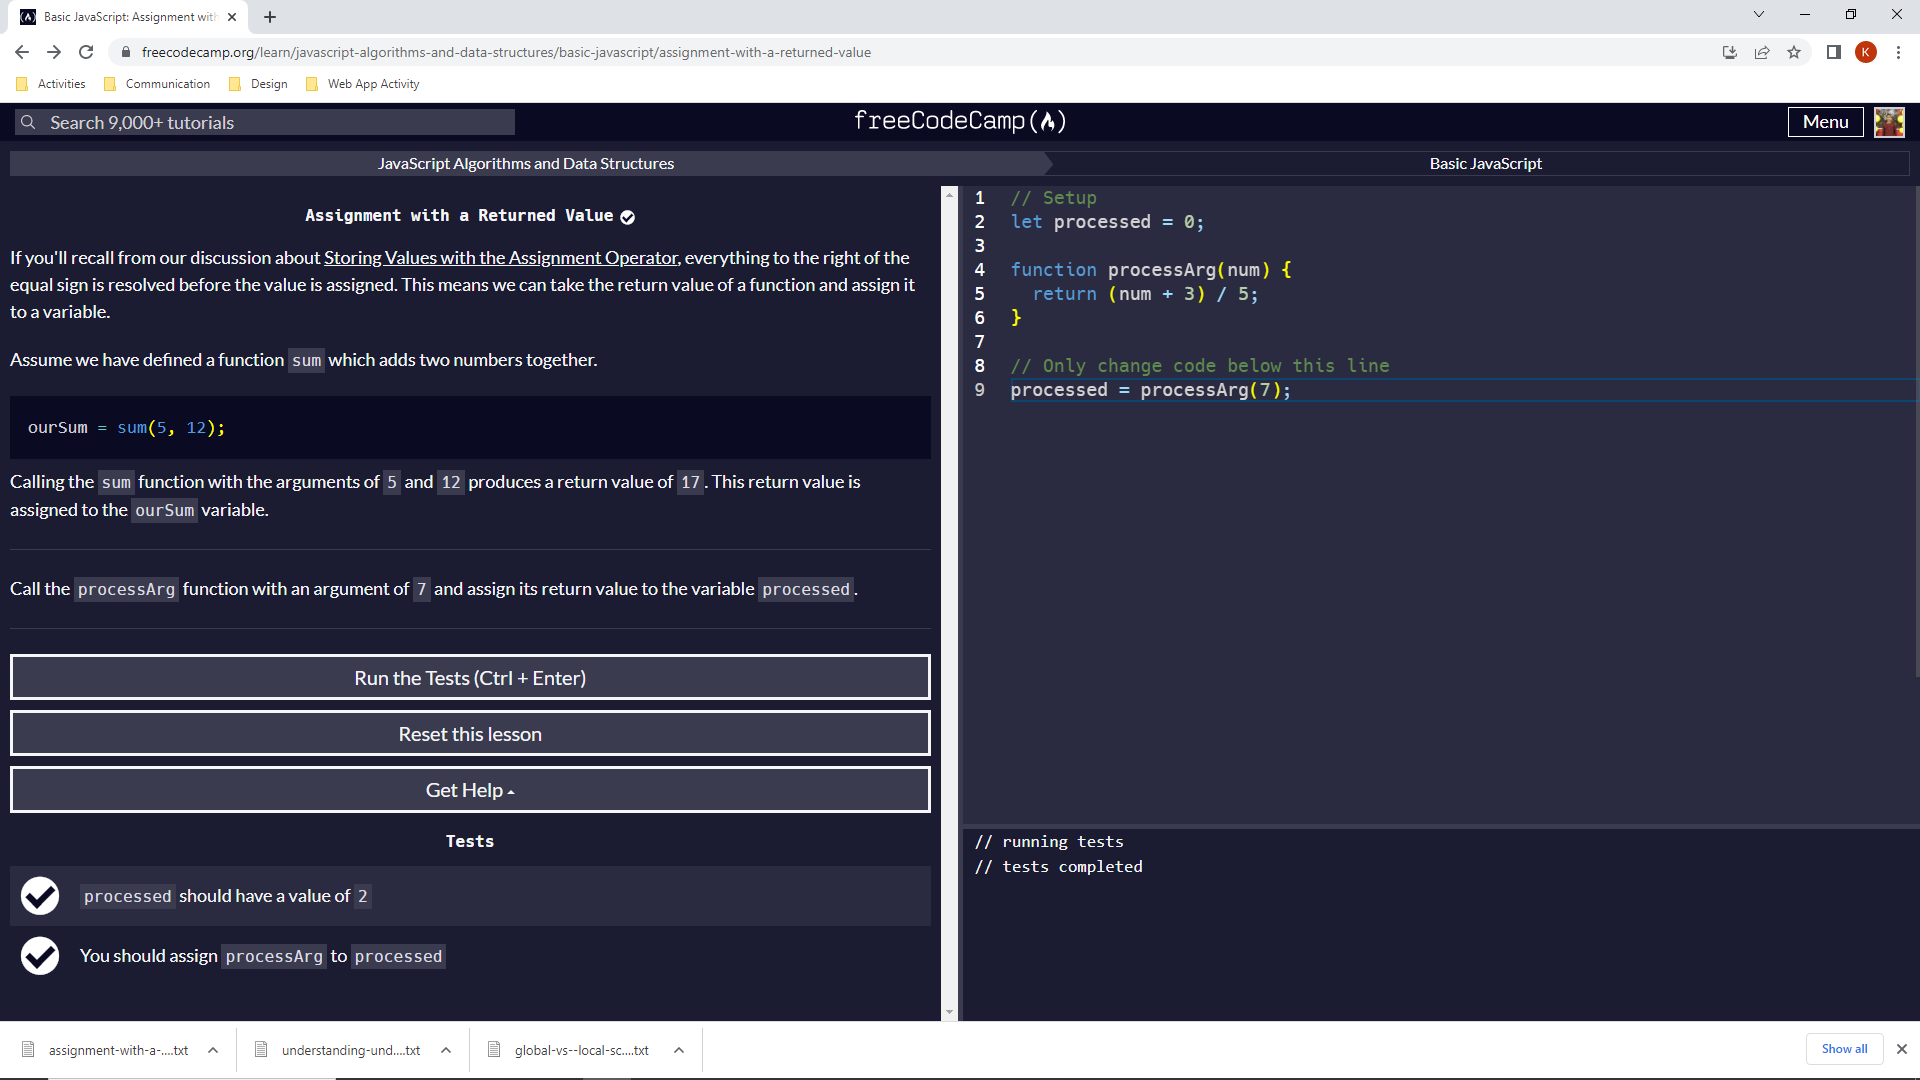 Basic JavaScript: Assignment with
freecodecamp.org/learn/javascript-algorithms-and-data-structures/basic-javascript/assignment-with-a-returned-value
K
Activities
Communication
Design
Web App Activity
Search 9,000+ tutorials
freeCodeCamp
Menu
JavaScript Algorithms and Data Structures
Basic JavaScript
Assignment with a Returned Value
If you'll recall from our discussion about Storing Values with the Assignment Operator, everything to the right of the
equal sign is resolved before the value is assigned. This means we can take the return value of a function and assign it
to a variable.
Assume we have defined a function sum which adds two numbers together.
ourSum = sum(5, 12);
Calling the sum function with the arguments of 5 and 12 produces a return value of 17. This return value is
assigned to the ourSum variable.
Call the processArg function with an argument of 7 and assign its return value to the variable processed.
Run the Tests (Ctrl + Enter)
Reset this lesson
Get Help
Tests
processed should have a value of 2
You should assign processArg to processed
1 // Setup
2 let processed = 0;
3
4 function processArg(num) {
5 return (num + 3) / 5;
6 }
7
8 // Only change code below this line
9 processed = processArg(7);
// running tests
// tests completed
assignment-with-a-....txt
understanding-und....txt
global-vs--local-sc....txt
Show all